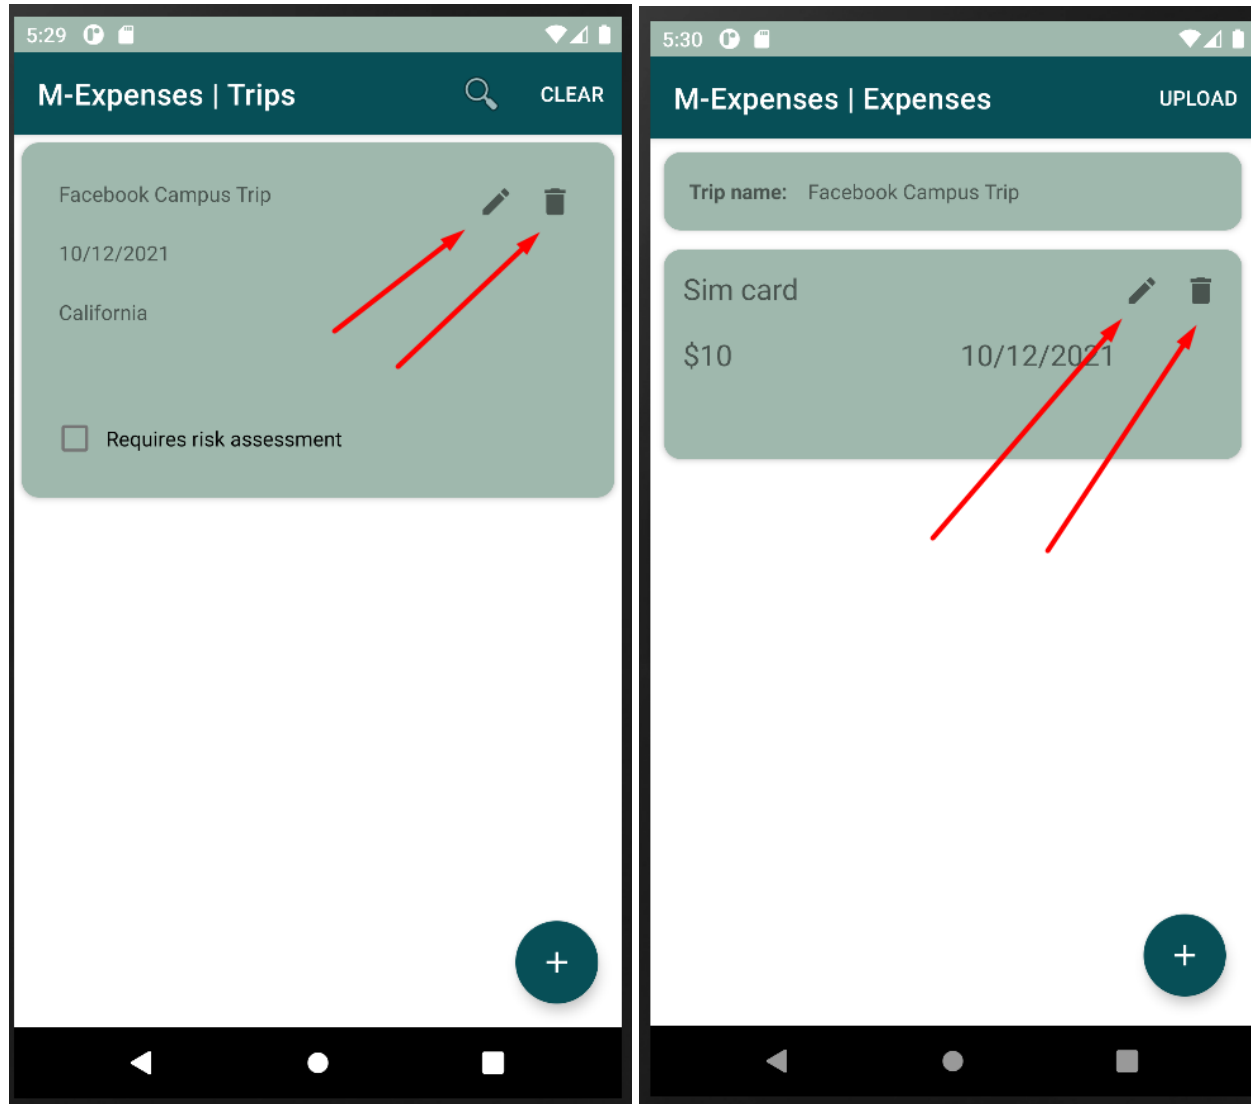 5:29
M-Expenses | Trips
CLEAR
Facebook Campus Trip
10/12/2021
California
Requires risk assessment
5:30
M-Expenses | Expenses
UPLOAD
Trip name: Facebook Campus Trip
Sim card
$10 10/12/2021